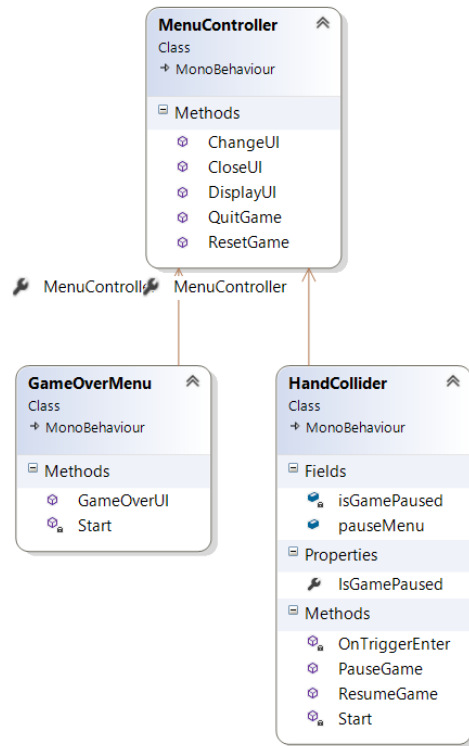 MenuController
Class
MonoBehaviour
Methods
ChangeUI
CloseUI
DisplayUI
QuitGame
ResetGame
MenuController
GameOverMenu
Class
MonoBehaviour
Methods
GameOverUI
Start
HandCollider
Class
MonoBehaviour
Fields
isGamePaused
pauseMenu
Properties
IsGamePaused
Methods
OnTriggerEnter
PauseGame
ResumeGame
Start